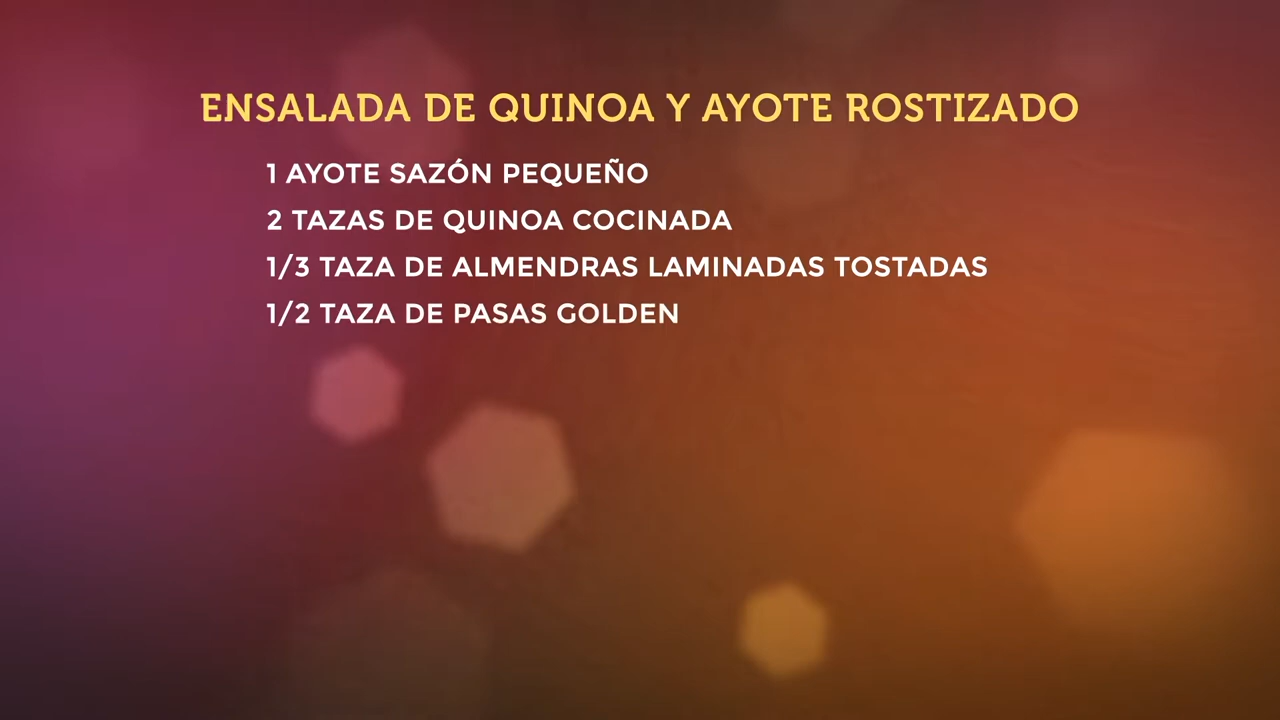 ENSALADA DE QUINOA Y AYOTE ROSTIZADO
1 AYOTE SAZÓN PEQUEÑO
2 TAZAS DE QUINOA COCINADA
1/3 TAZA DE ALMENDRAS LAMINADAS TOSTADAS
1/2 TAZA DE PASAS GOLDEN